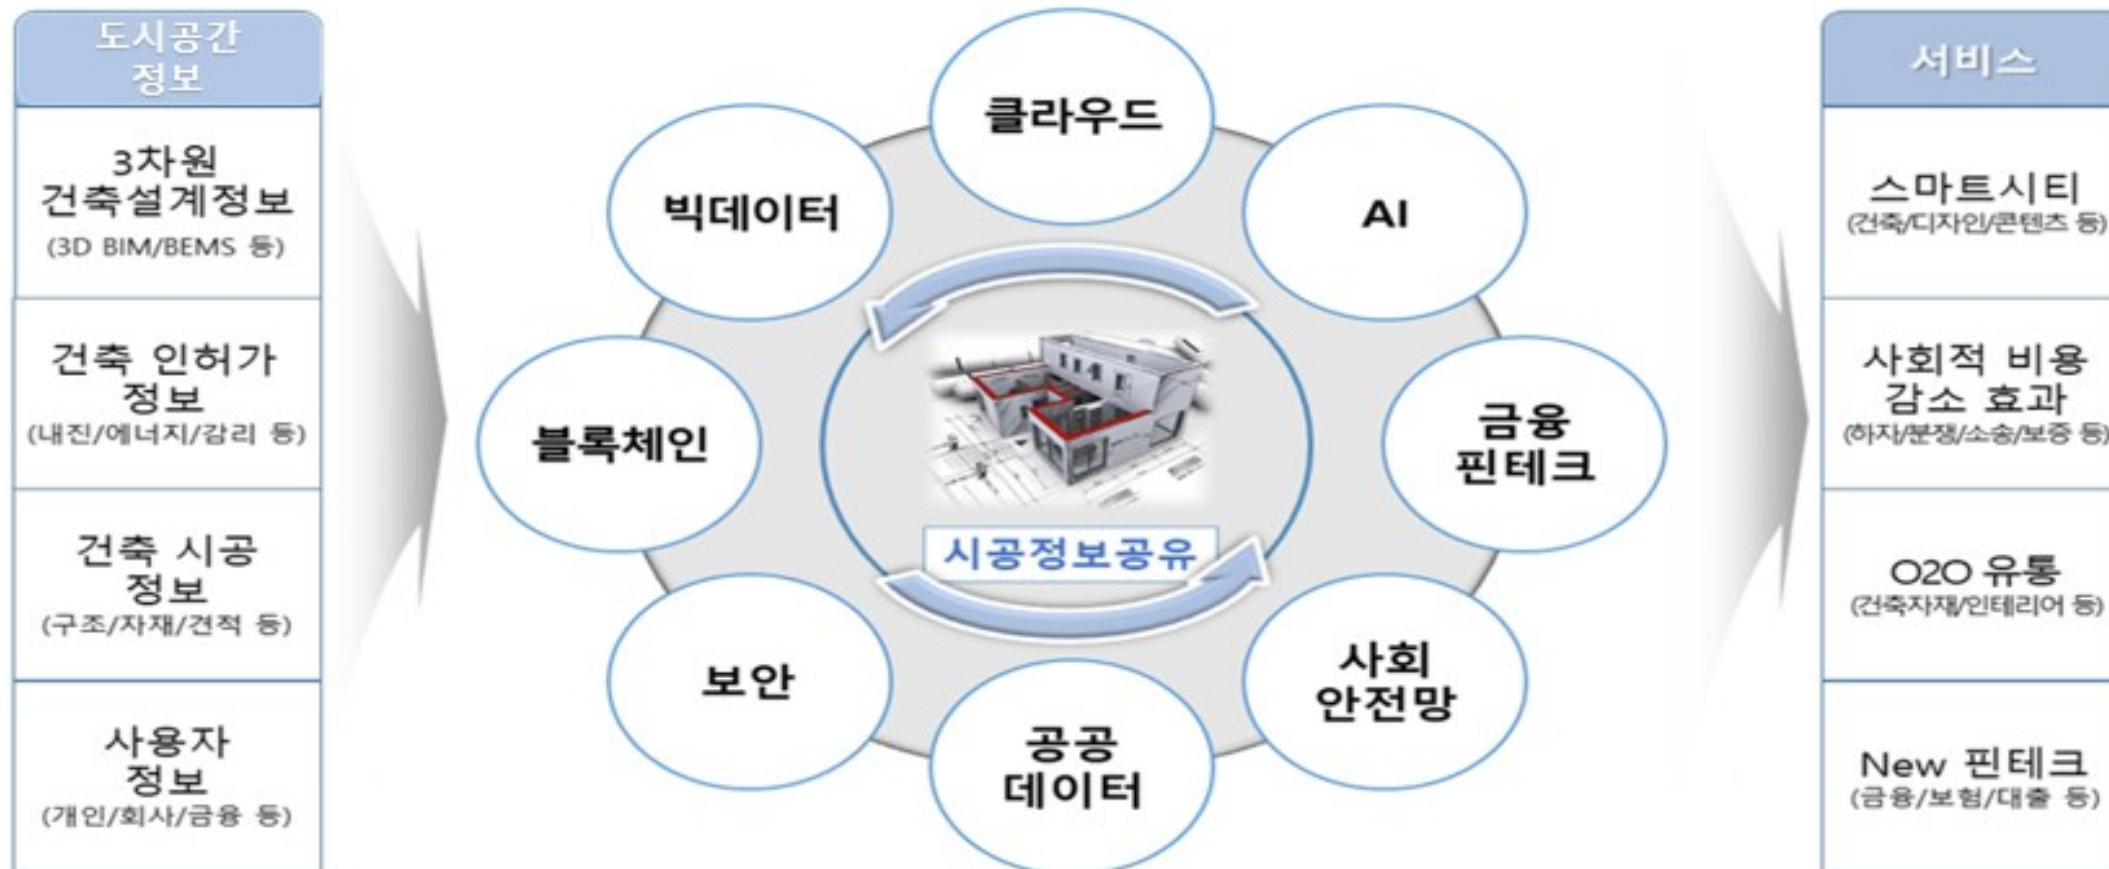 도시공간
정보
3차원
건축설계정보
(3D BIM/BEMS 등)
건축 인허가
정보
(내진/에너지/감리 등)
건축 시공
정보
(구조/자재/견적 등)
사용자
정보
(개인/회사/금융 등)
클라우드
빅데이터
AI
블록체인
금융
핀테크
시공정보공유
보안
사회
안전망
공공
데이터
서비스
스마트시티
(건축/디자인/콘텐츠 등)
사회적 비용
감소 효과
(하자/분쟁/소송/보증 등)
O2O 유통
(건축자재/인테리어 등)
New 핀테크
(금융/보험/대출 등)